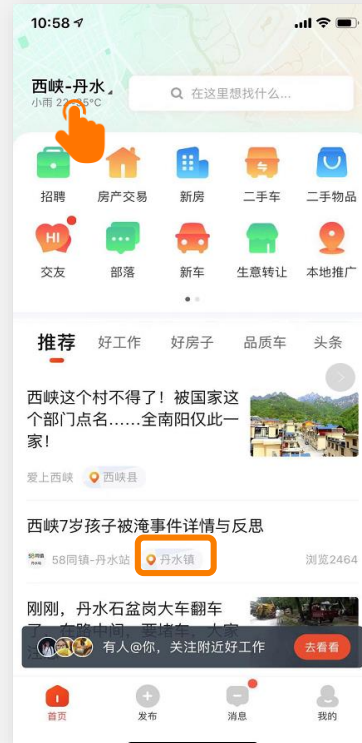 10:58
西峡-丹水
在这里想找什么...
小雨
招聘 房产交易 新房 二手车 二手物品
HI
交友 部落 新车 生意转让 本地推广
推荐 好工作 好房子 品质车 头条
西峡这个村不得了！被国家这
个部门点名……全南阳仅此一
家！
爱上西峡 西峡县
西峡7岁孩子被淹事件详情与反思
58同镇-丹水站 丹水镇 浏览2464
刚刚，丹水石盆岗大车翻车
有人@你，关注附近好工作 去看看
首页 发布 消息 我的